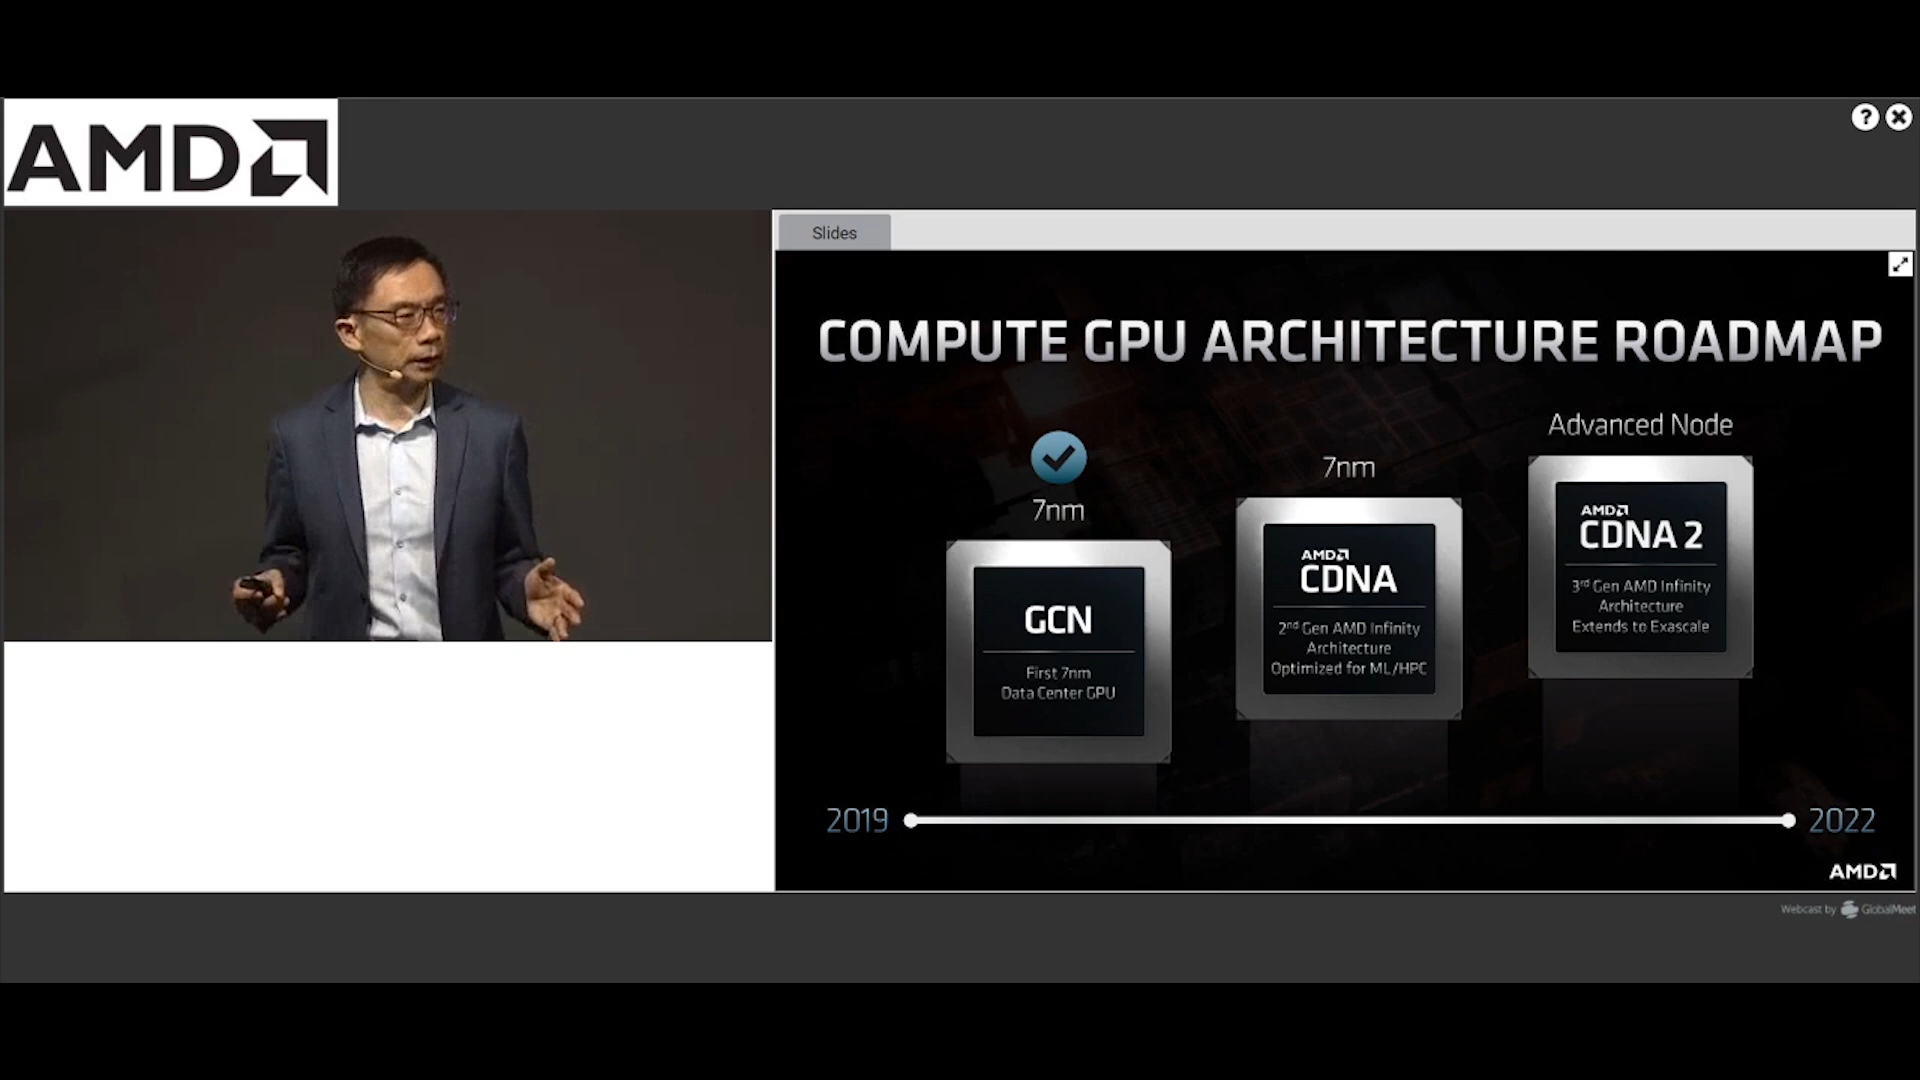 AMD
?
Slides
COMPUTE GPU ARCHITECTURE ROADMAP
7nm
GCN
First 7nm
Data Center GPU
7nm
AMD
CDNA
2nd Gen AMD Infinity
Architecture
Optimized for ML/HPC
Advanced Node
AMD
CDNA 2
3rd Gen AMD Infinity
Architecture
Extends to Exascale
2019
2022
AMD
Webcast by GlobalMeet